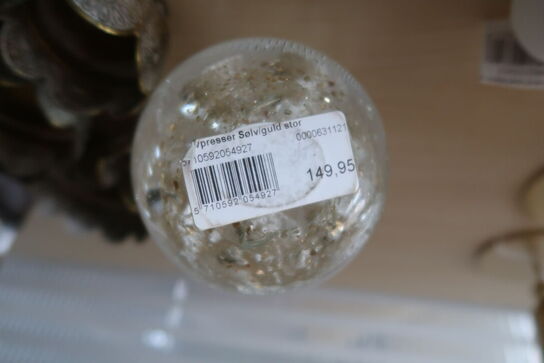 presser Sølv/guld stor
10592054927 0000631121
149,95
5 710592 054927